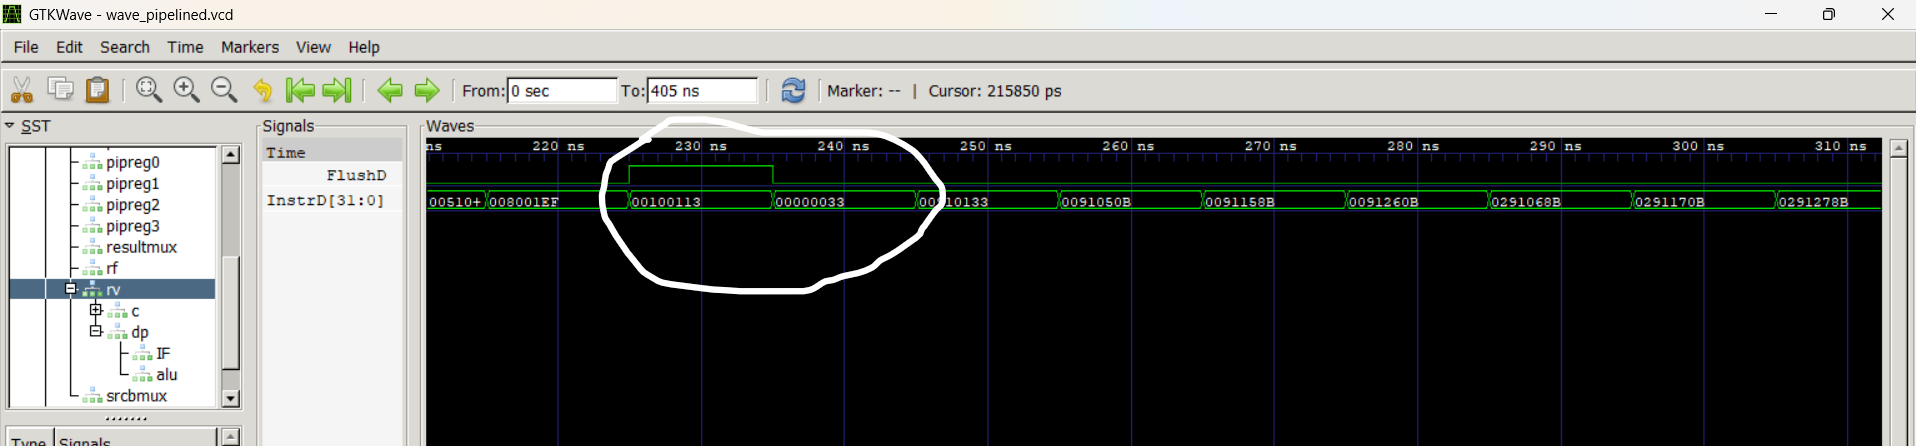 GTKWave - wave_pipelined.vcd
File Edit Search Time Markers View Help
From: 0 sec To: 405 ns Marker: -- | Cursor: 215850 ps
SST
pipreg0
pipreg1
pipreg2
pipreg3
resultmux
rf
rv
c
dp
IF
alu
srcbmux
Type Signals
Signals
Time
FlushD
InstrD[31:0]
Waves
ns 220 ns 230 ns 240 ns 250 ns 260 ns 270 ns 280 ns 290 ns 300 ns 310 ns
00510+ 008001EF 00100113 00000033 0091050B 0091158B 0091260B 0291068B 0291170B 0291278B